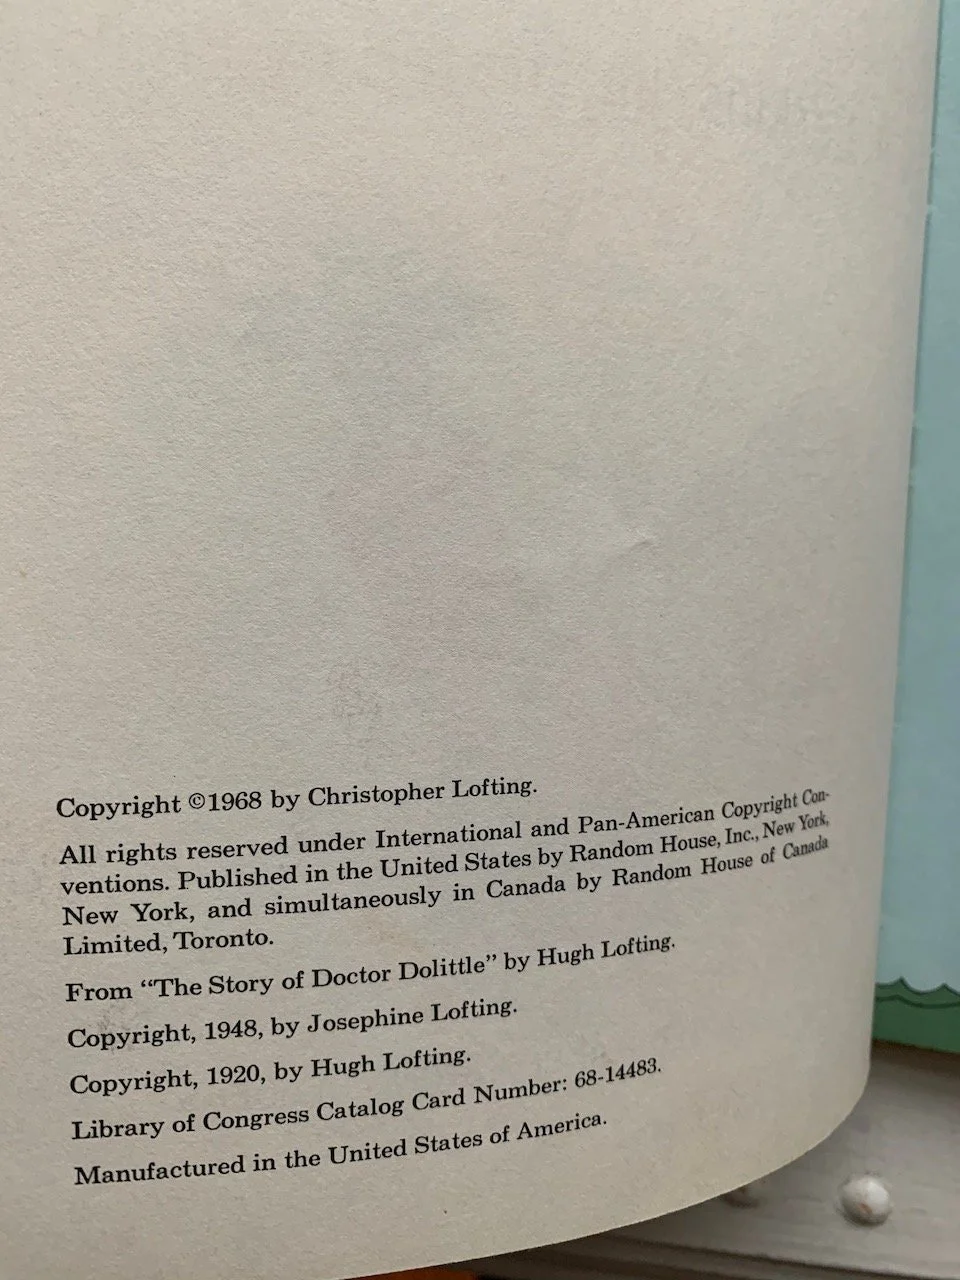 Copyright ©1968 by Christopher Lofting.
All rights reserved under International and Pan-American Copyright Con-
ventions. Published in the United States by Random House, Inc., New York,
New York, and simultaneously in Canada by Random House of Canada
Limited, Toronto.
From “The Story of Doctor Dolittle” by Hugh Lofting.
Copyright, 1948, by Josephine Lofting.
Copyright, 1920, by Hugh Lofting.
Library of Congress Catalog Card Number: 68-14483.
Manufactured in the United States of America.